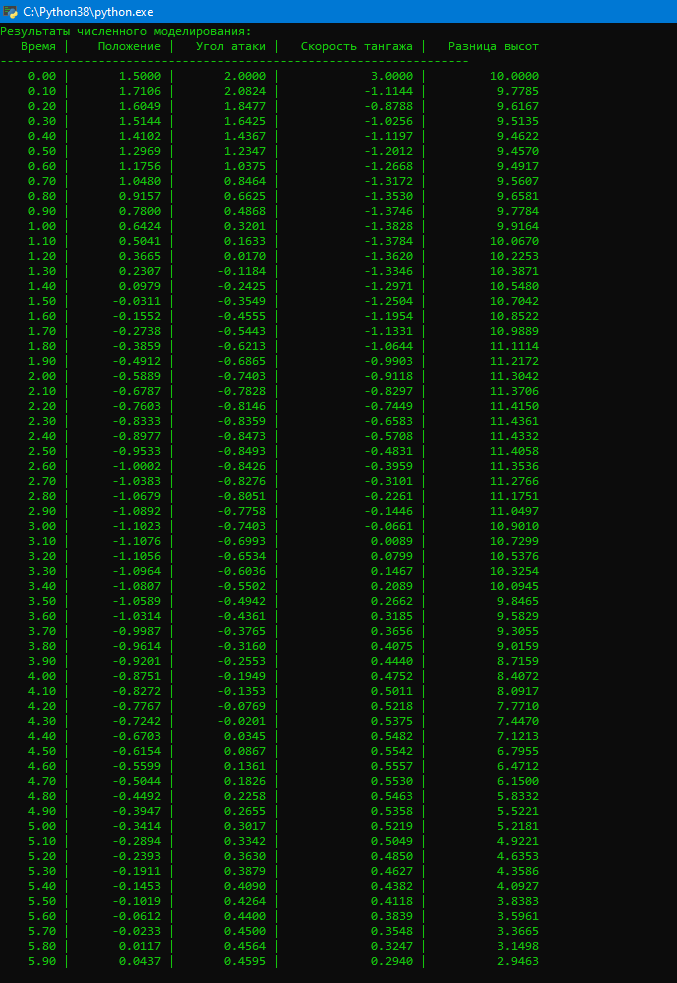 C:\Python38\python.exe
Результаты численного моделирования:
Время | Положение | Угол атаки | Скорость тангажа | Разница высот
-------------------------------------------------------------------
0.00 | 1.5000 | 2.0000 | 3.0000 | 10.0000
0.10 | 1.7106 | 2.0824 | -1.1144 | 9.7785
0.20 | 1.6049 | 1.8477 | -0.8788 | 9.6167
0.30 | 1.5144 | 1.6425 | -1.0256 | 9.5135
0.40 | 1.4102 | 1.4367 | -1.1197 | 9.4622
0.50 | 1.2969 | 1.2347 | -1.2012 | 9.4570
0.60 | 1.1756 | 1.0375 | -1.2668 | 9.4917
0.70 | 1.0480 | 0.8464 | -1.3172 | 9.5607
0.80 | 0.9157 | 0.6625 | -1.3530 | 9.6581
0.90 | 0.7800 | 0.4868 | -1.3746 | 9.7784
1.00 | 0.6424 | 0.3201 | -1.3828 | 9.9164
1.10 | 0.5041 | 0.1633 | -1.3784 | 10.0670
1.20 | 0.3665 | 0.0170 | -1.3620 | 10.2253
1.30 | 0.2307 | -0.1184 | -1.3346 | 10.3871
1.40 | 0.0979 | -0.2425 | -1.2971 | 10.5480
1.50 | -0.0311 | -0.3549 | -1.2504 | 10.7042
1.60 | -0.1552 | -0.4555 | -1.1954 | 10.8522
1.70 | -0.2738 | -0.5443 | -1.1331 | 10.9889
1.80 | -0.3859 | -0.6213 | -1.0644 | 11.1114
1.90 | -0.4912 | -0.6865 | -0.9903 | 11.2172
2.00 | -0.5889 | -0.7403 | -0.9118 | 11.3042
2.10 | -0.6787 | -0.7828 | -0.8297 | 11.3706
2.20 | -0.7603 | -0.8146 | -0.7449 | 11.4150
2.30 | -0.8333 | -0.8359 | -0.6583 | 11.4361
2.40 | -0.8977 | -0.8473 | -0.5708 | 11.4332
2.50 | -0.9533 | -0.8493 | -0.4831 | 11.4058
2.60 | -1.0002 | -0.8426 | -0.3959 | 11.3536
2.70 | -1.0383 | -0.8276 | -0.3101 | 11.2766
2.80 | -1.0679 | -0.8051 | -0.2261 | 11.1751
2.90 | -1.0892 | -0.7758 | -0.1446 | 11.0497
3.00 | -1.1023 | -0.7403 | -0.0661 | 10.9010
3.10 | -1.1076 | -0.6993 | 0.0089 | 10.7299
3.20 | -1.1056 | -0.6534 | 0.0799 | 10.5376
3.30 | -1.0964 | -0.6036 | 0.1467 | 10.3254
3.40 | -1.0807 | -0.5502 | 0.2089 | 10.0945
3.50 | -1.0589 | -0.4942 | 0.2662 | 9.8465
3.60 | -1.0314 | -0.4361 | 0.3185 | 9.5829
3.70 | -0.9987 | -0.3765 | 0.3656 | 9.3055
3.80 | -0.9614 | -0.3160 | 0.4075 | 9.0159
3.90 | -0.9201 | -0.2553 | 0.4440 | 8.7159
4.00 | -0.8751 | -0.1949 | 0.4752 | 8.4072
4.10 | -0.8272 | -0.1353 | 0.5011 | 8.0917
4.20 | -0.7767 | -0.0769 | 0.5218 | 7.7710
4.30 | -0.7242 | -0.0201 | 0.5375 | 7.4470
4.40 | -0.6703 | 0.0345 | 0.5482 | 7.1213
4.50 | -0.6154 | 0.0867 | 0.5542 | 6.7955
4.60 | -0.5599 | 0.1361 | 0.5557 | 6.4712
4.70 | -0.5044 | 0.1826 | 0.5530 | 6.1500
4.80 | -0.4492 | 0.2258 | 0.5463 | 5.8332
4.90 | -0.3947 | 0.2655 | 0.5358 | 5.5221
5.00 | -0.3414 | 0.3017 | 0.5219 | 5.2181
5.10 | -0.2894 | 0.3342 | 0.5049 | 4.9221
5.20 | -0.2393 | 0.3630 | 0.4850 | 4.6353
5.30 | -0.1911 | 0.3879 | 0.4627 | 4.3586
5.40 | -0.1453 | 0.4090 | 0.4382 | 4.0927
5.50 | -0.1019 | 0.4264 | 0.4118 | 3.8383
5.60 | -0.0612 | 0.4400 | 0.3839 | 3.5961
5.70 | -0.0233 | 0.4500 | 0.3548 | 3.3665
5.80 | 0.0117 | 0.4564 | 0.3247 | 3.1498
5.90 | 0.0437 | 0.4595 | 0.2940 | 2.9463